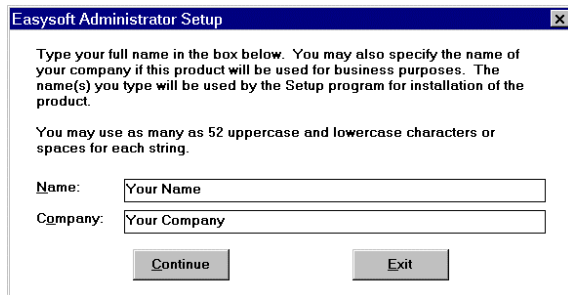 Easysoft Administrator Setup
Type your full name in the box below. You may also specify the name of
your company if this product will be used for business purposes. The
name(s) you type will be used by the Setup program for installation of the
product.
You may use as many as 52 uppercase and lowercase characters or
spaces for each string.
Name: Your Name
Company: Your Company
Continue Exit